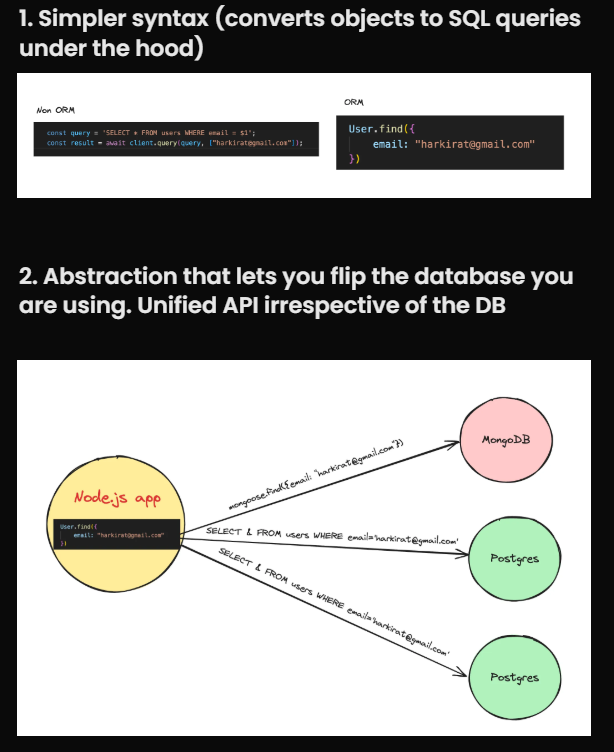 1. Simpler syntax (converts objects to SQL queries
under the hood)
Non ORM
const query = 'SELECT * FROM users WHERE email = $1';
const result = await client.query(query, ["harkirat@gmail.com"]);
ORM
User.find({
email: "harkirat@gmail.com"
})
2. Abstraction that lets you flip the database you
are using. Unified API irrespective of the DB
MongoDB
mongoose.find({email: "harkirat@gmail.com"})
Node.js app
User.find({
email: "harkirat@gmail.com"
})
SELECT & FROM users WHERE email='harkirat@gmail.com'
Postgres
SELECT & FROM users WHERE email='harkirat@gmail.com'
Postgres